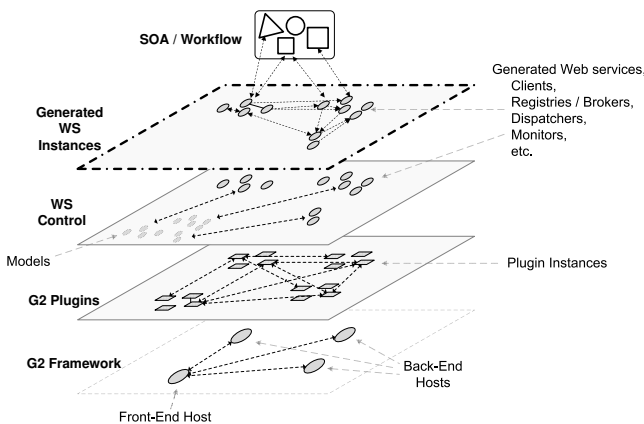 SOA / Workflow
Generated Web services,
Clients,
Registries / Brokers,
Dispatchers,
Monitors,
etc.
Generated
WS
Instances
WS
Control
Models
Plugin Instances
G2 Plugins
G2 Framework
Back-End
Hosts
Front-End Host